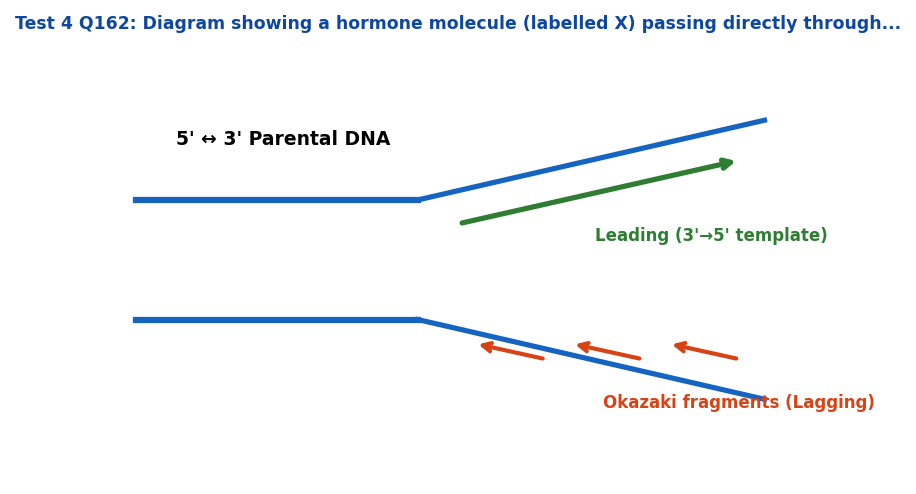 Test 4 Q162: Diagram showing a hormone molecule (labelled X) passing directly through...
5' ↔ 3' Parental DNA
Leading (3'→5' template)
Okazaki fragments (Lagging)